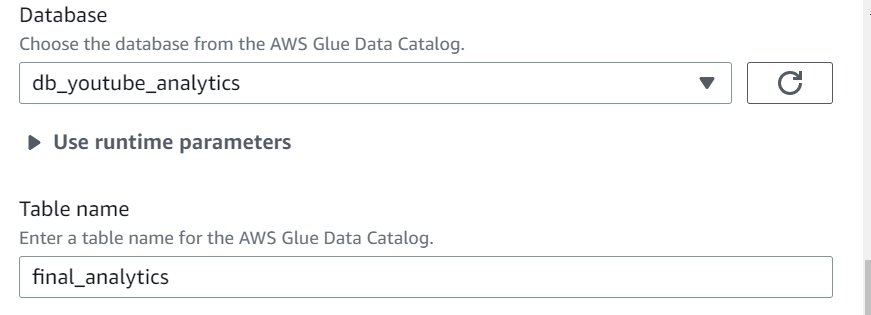 Database
Choose the database from the AWS Glue Data Catalog.
db_youtube_analytics
Use runtime parameters
Table name
Enter a table name for the AWS Glue Data Catalog.
final_analytics